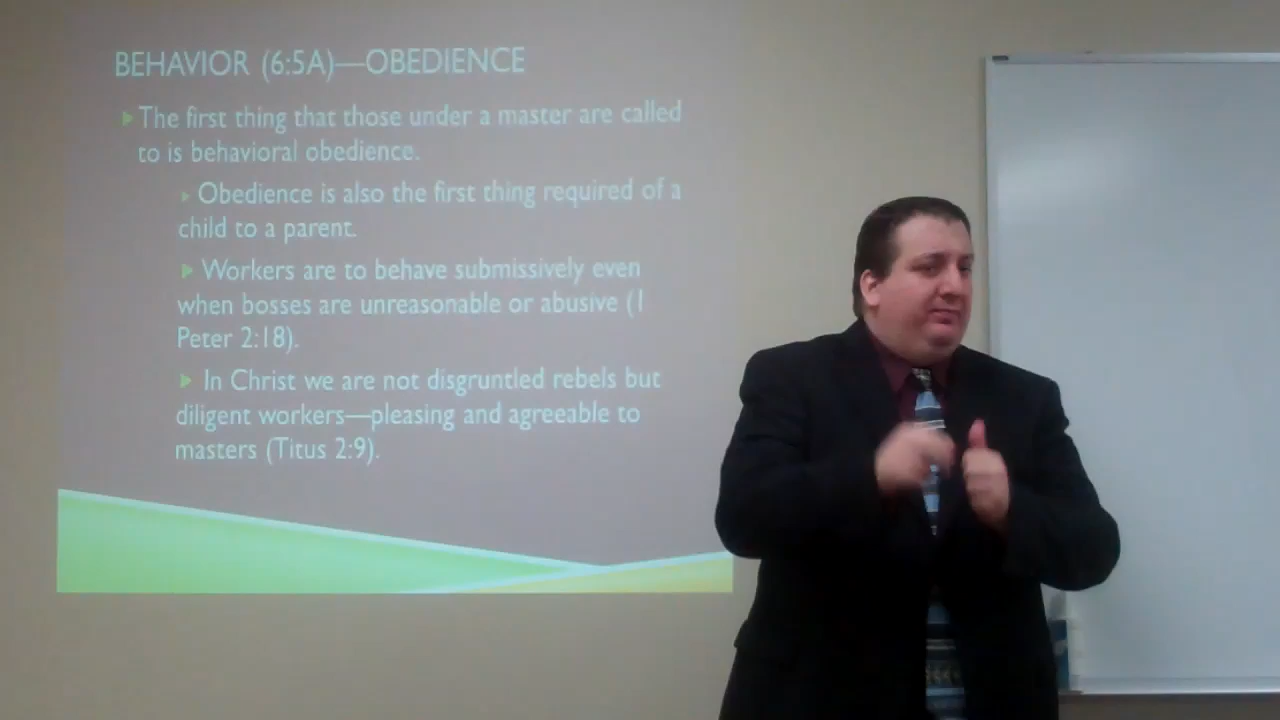 BEHAVIOR (6:5A)—OBEDIENCE
The first thing that those under a master are called
to is behavioral obedience.
Obedience is also the first thing required of a
child to a parent.
Workers are to behave submissively even
when bosses are unreasonable or abusive (1
Peter 2:18).
In Christ we are not disgruntled rebels but
diligent workers—pleasing and agreeable to
masters (Titus 2:9).